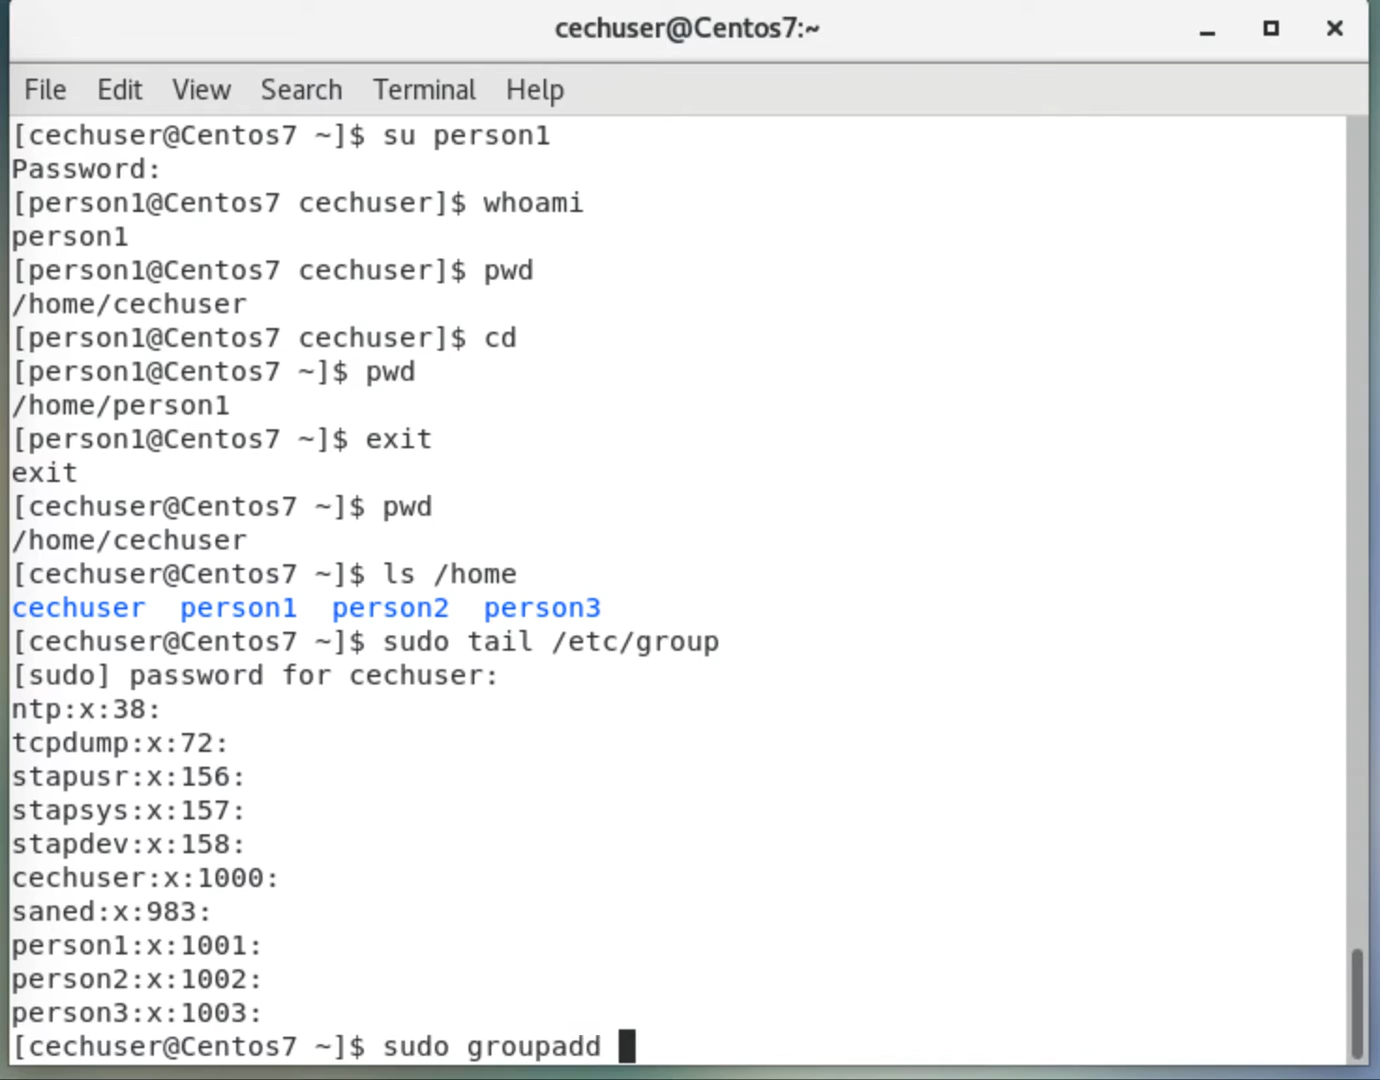 cechuser@Centos7:~
File Edit View Search Terminal Help
[cechuser@Centos7 ~]$ su person1
Password:
[person1@Centos7 cechuser]$ whoami
person1
[person1@Centos7 cechuser]$ pwd
/home/cechuser
[person1@Centos7 cechuser]$ cd
[person1@Centos7 ~]$ pwd
/home/person1
[person1@Centos7 ~]$ exit
exit
[cechuser@Centos7 ~]$ pwd
/home/cechuser
[cechuser@Centos7 ~]$ ls /home
cechuser person1 person2 person3
[cechuser@Centos7 ~]$ sudo tail /etc/group
[sudo] password for cechuser:
ntp:x:38:
tcpdump:x:72:
stapusr:x:156:
stapsys:x:157:
stapdev:x:158:
cechuser:x:1000:
saned:x:983:
person1:x:1001:
person2:x:1002:
person3:x:1003:
[cechuser@Centos7 ~]$ sudo groupadd